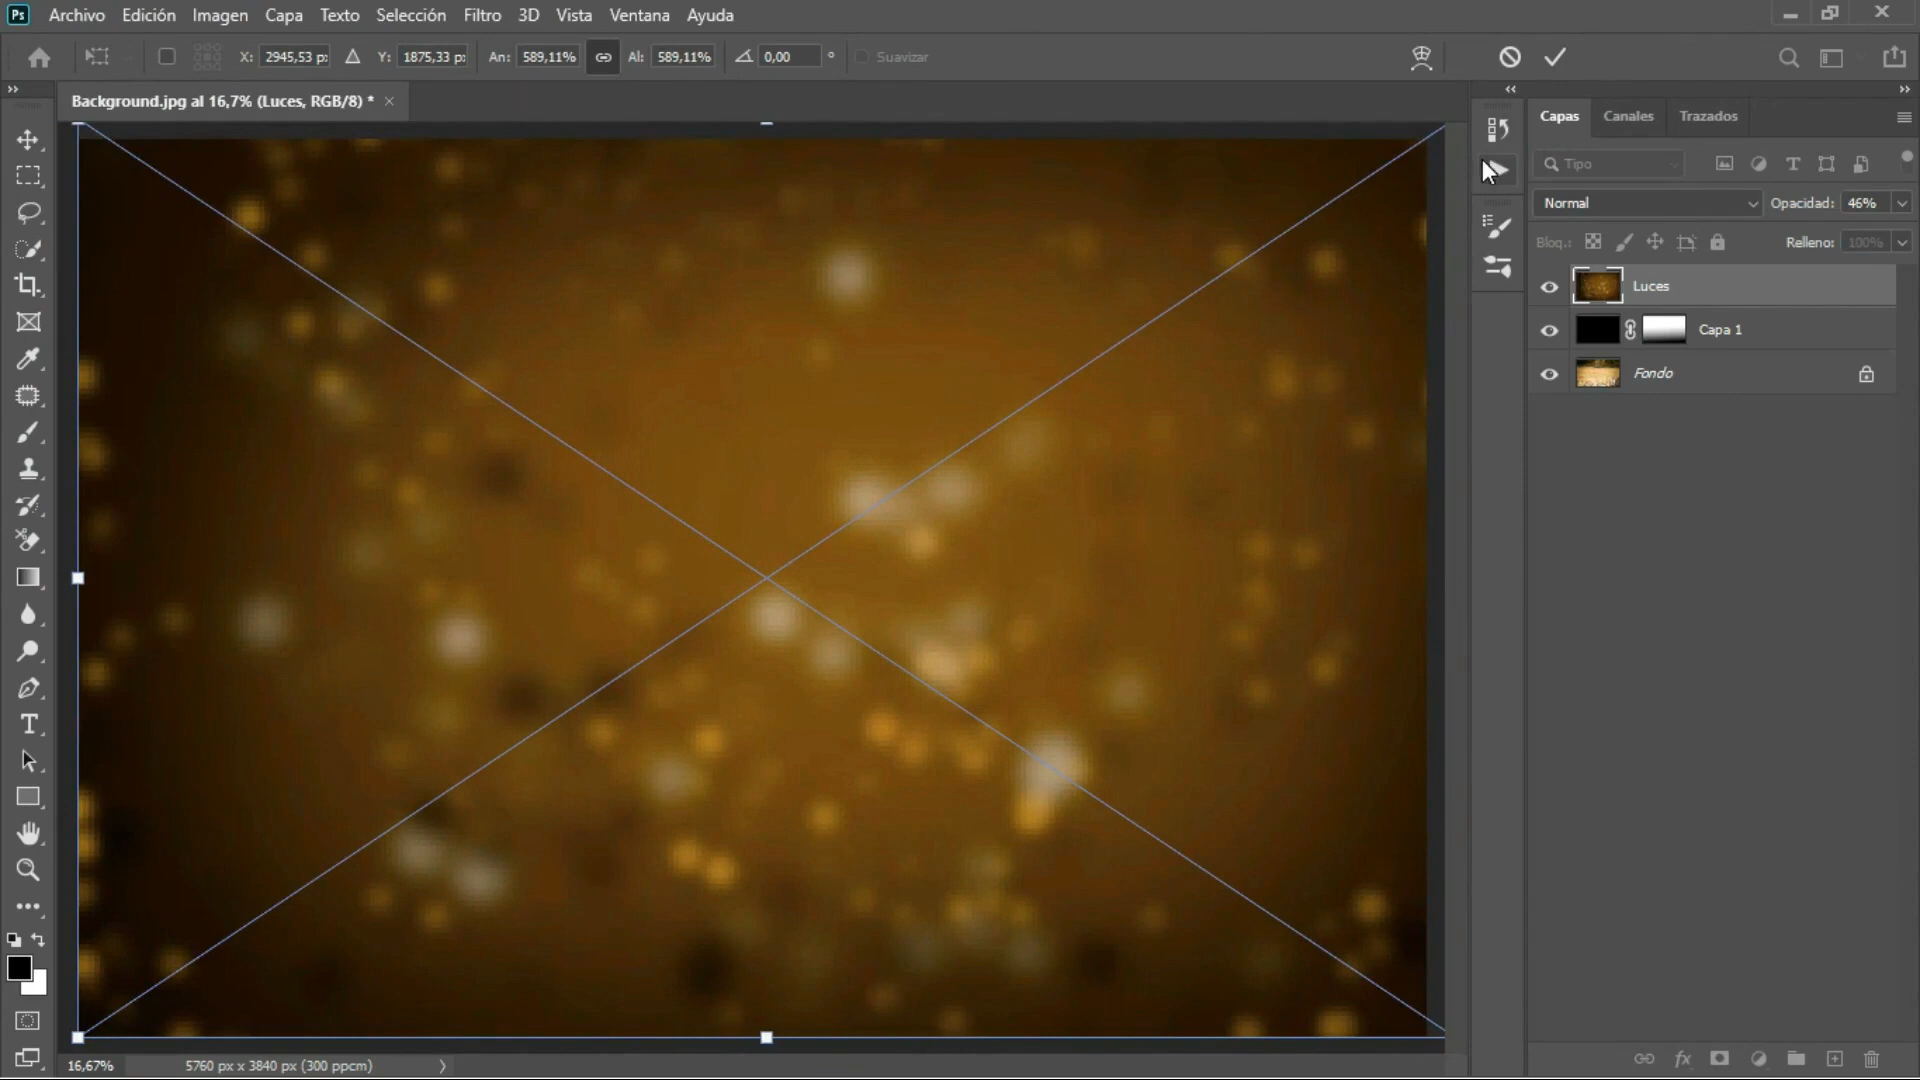 Ps Archivo Edición Imagen Capa Texto Selección Filtro 3D Vista Ventana Ayuda
X: 2945,53 p: Y: 1875,33 p: An: 589,11% Al: 589,11% 0,00 ° Suavizar
Background.jpg al 16,7% (Luces, RGB/8) *
Capas Canales Trazados
Tipo
Normal Opacidad: 46%
Bloq.: Relleno: 100%
Luces
Capa 1
Fondo
fx
16,67% 5760 px x 3840 px (300 ppcm)